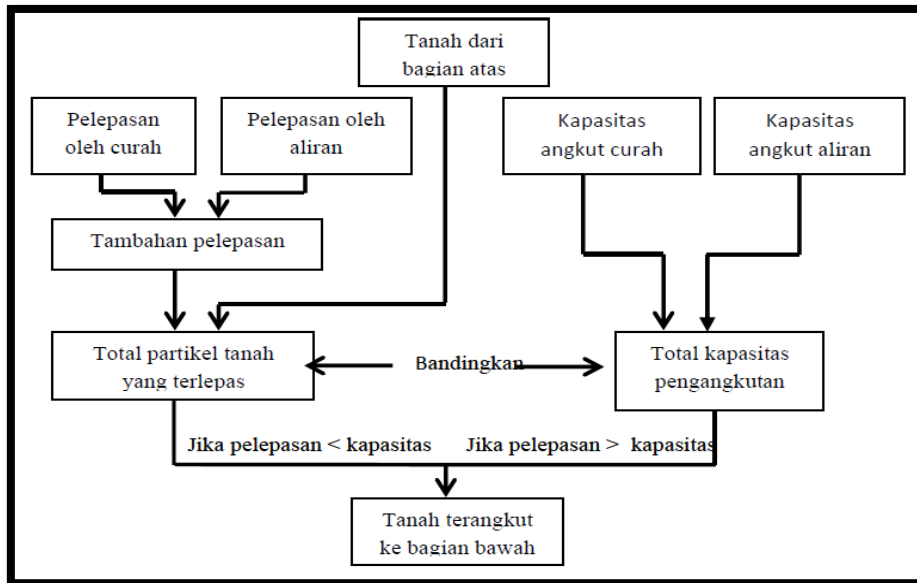 Tanah dari
bagian atas
Pelepasan
oleh curah
Pelepasan oleh
aliran
Kapasitas
angkut curah
Kapasitas
angkut aliran
Tambahan pelepasan
Total partikel tanah
yang terlepas
Bandingkan
Total kapasitas
pengangkutan
Jika pelepasan < kapasitas
Jika pelepasan > kapasitas
Tanah terangkut
ke bagian bawah